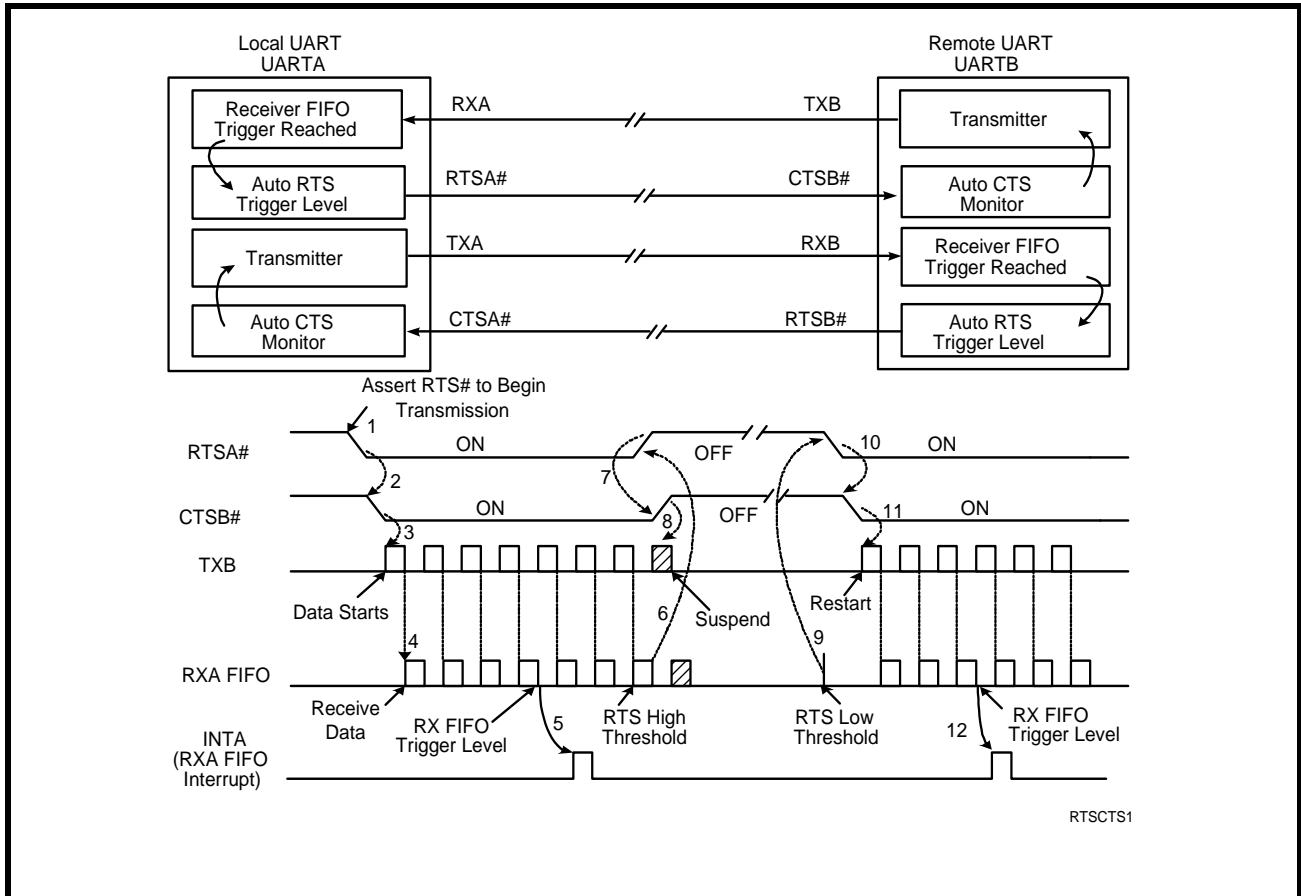 Local UART
UARTA
Remote UART
UARTB
Receiver FIFO
Trigger Reached
RXA
TXB
Transmitter
Auto RTS
Trigger Level
RTSA#
CTSB#
Auto CTS
Monitor
Transmitter
TXA
RXB
Receiver FIFO
Trigger Reached
Auto CTS
Monitor
CTSA#
RTSB#
Auto RTS
Trigger Level
Assert RTS# to Begin
Transmission
1
RTSA#
ON
OFF
10
ON
2
7
CTSB#
ON
8
OFF
11
ON
3
TXB
Data Starts
6
Suspend
Restart
4
9
RXA FIFO
Receive
Data
RX FIFO
Trigger Level
5
RTS High
Threshold
RTS Low
Threshold
12
RX FIFO
Trigger Level
INTA
(RXA FIFO
Interrupt)
RTSCTS1